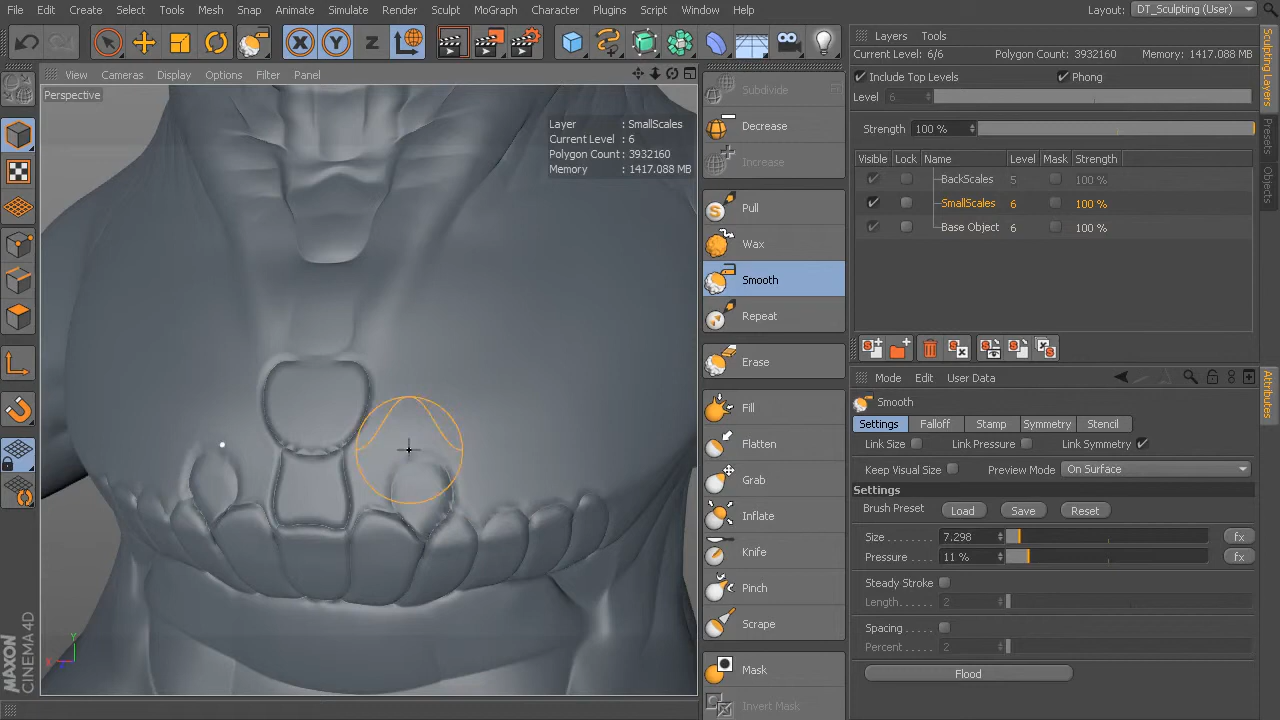 File Edit Create Select Tools Mesh Snap Animate Simulate Render Sculpt MoGraph Character Plugins Script Window Help Layout: DT_Sculpting (User)
View Cameras Display Options Filter Panel
Perspective
Layer : SmallScales
Current Level : 6
Polygon Count : 3932160
Memory : 1417.088 MB
X
Y
Z
MAXON
CINEMA 4D
Subdivide
Decrease
Increase
Pull
Wax
Smooth
Repeat
Erase
Fill
Flatten
Grab
Inflate
Knife
Pinch
Scrape
Mask
Invert Mask
Layers Tools
Current Level: 6/6 Polygon Count: 3932160 Memory: 1417.088 MB
Include Top Levels Phong
Level 6
Strength 100 %
Visible Lock Name Level Mask Strength
BackScales 5 100 %
SmallScales 6 100 %
Base Object 6 100 %
Mode Edit User Data
Smooth
Settings Falloff Stamp Symmetry Stencil
Link Size Link Pressure Link Symmetry
Keep Visual Size Preview Mode On Surface
Settings
Brush Preset Load Save Reset
Size 7.298 fx
Pressure 11 % fx
Steady Stroke
Length 2
Spacing
Percent 2
Flood
Sculpting Layers
Presets
Objects
Attributes